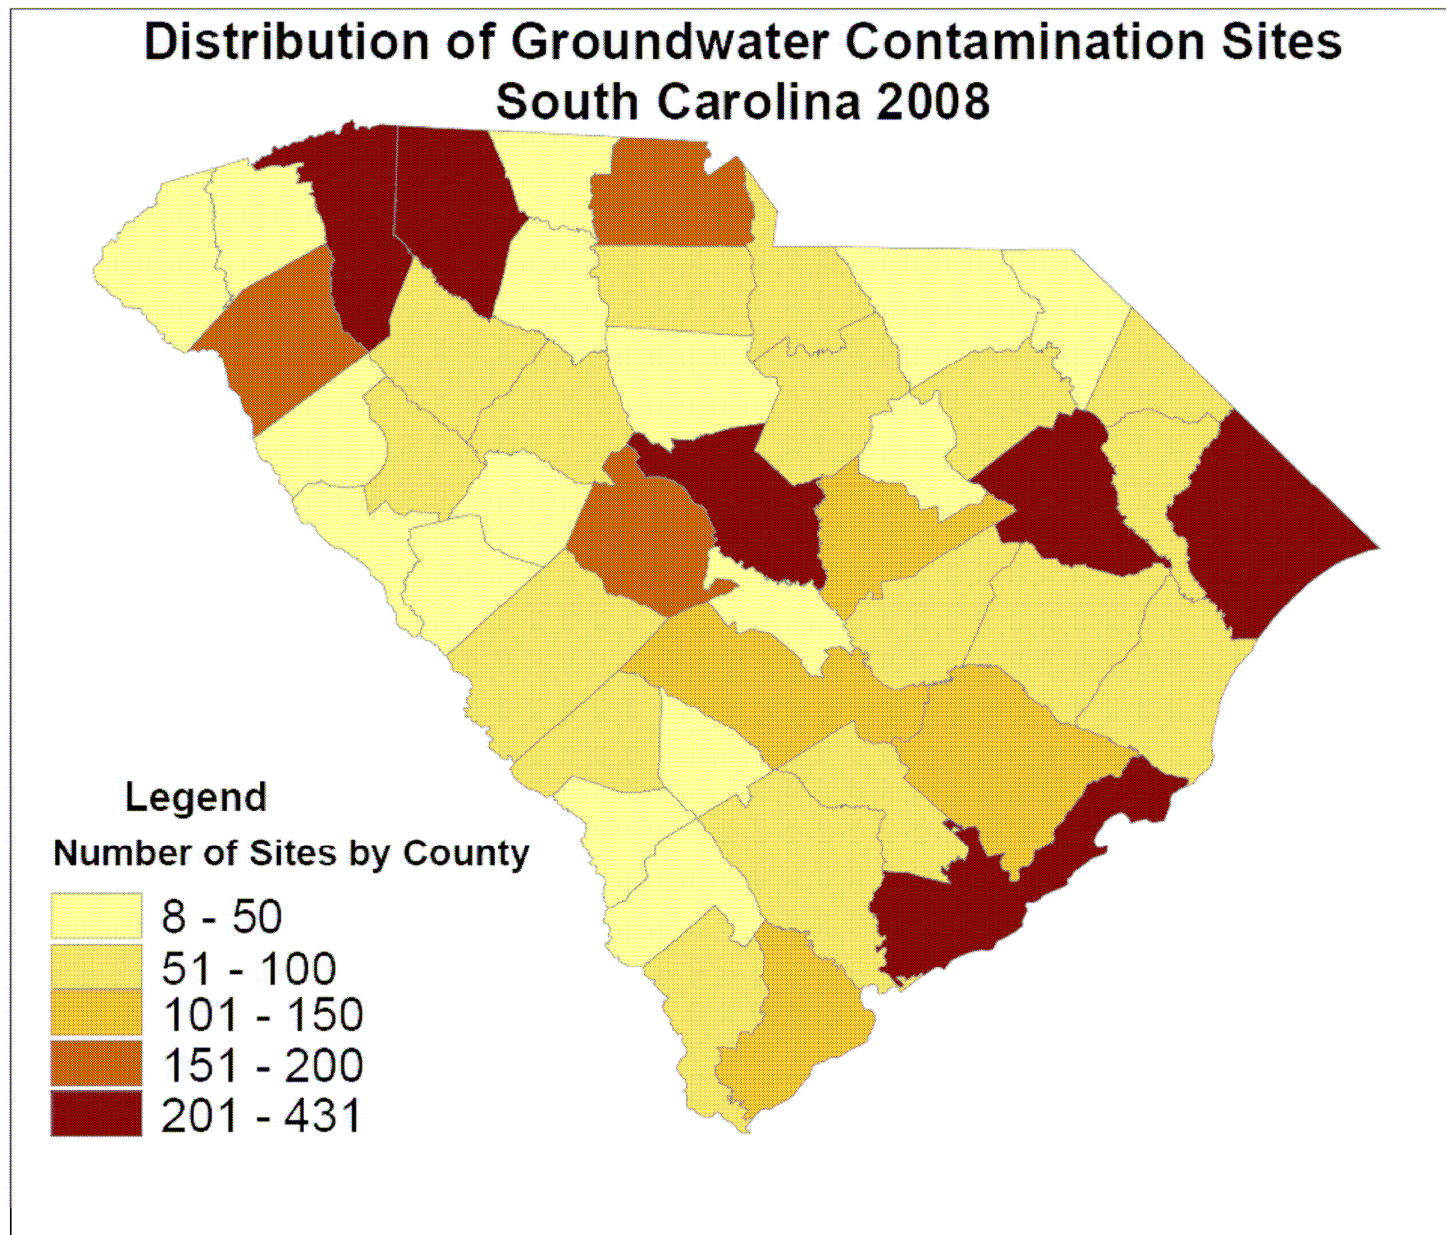 Distribution of Groundwater Contamination Sites
South Carolina 2008
Legend
Number of Sites by County
8 - 50
51 - 100
101 - 150
151 - 200
201 - 431